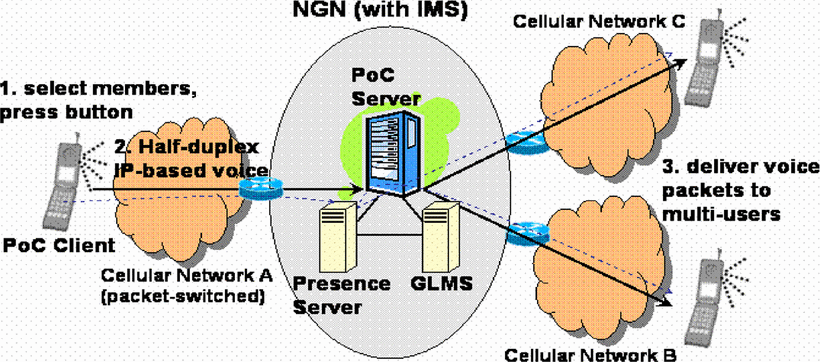 NGN (with IMS)
Cellular Network C
PoC
Server
1. select members,
press button
2. Half-duplex
IP-based voice
3. deliver voice
packets to
multi-users
PoC Client
Cellular Network A
(packet-switched)
Presence
Server
GLMS
Cellular Network B